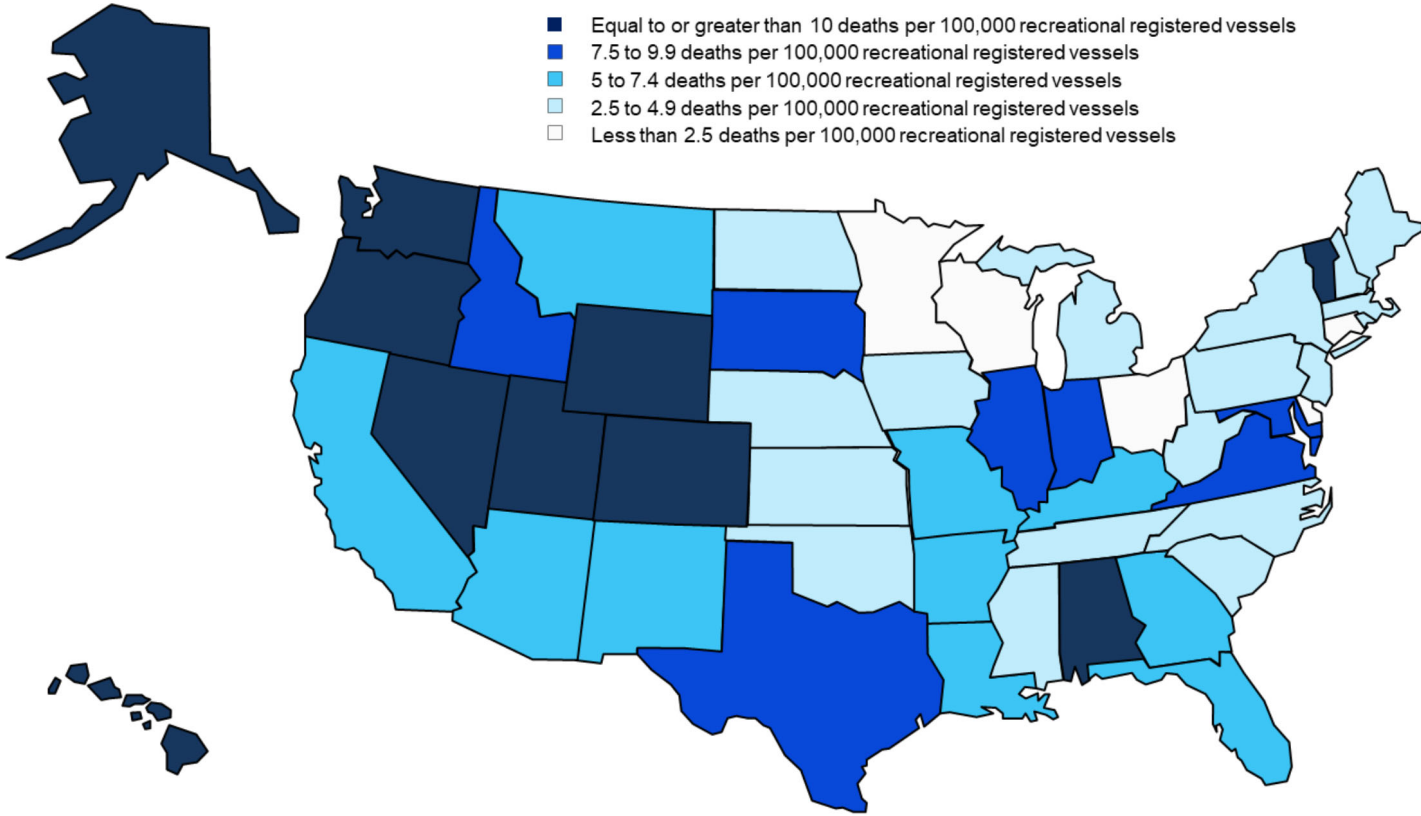 Equal to or greater than 10 deaths per 100,000 recreational registered vessels
7.5 to 9.9 deaths per 100,000 recreational registered vessels
5 to 7.4 deaths per 100,000 recreational registered vessels
2.5 to 4.9 deaths per 100,000 recreational registered vessels
Less than 2.5 deaths per 100,000 recreational registered vessels